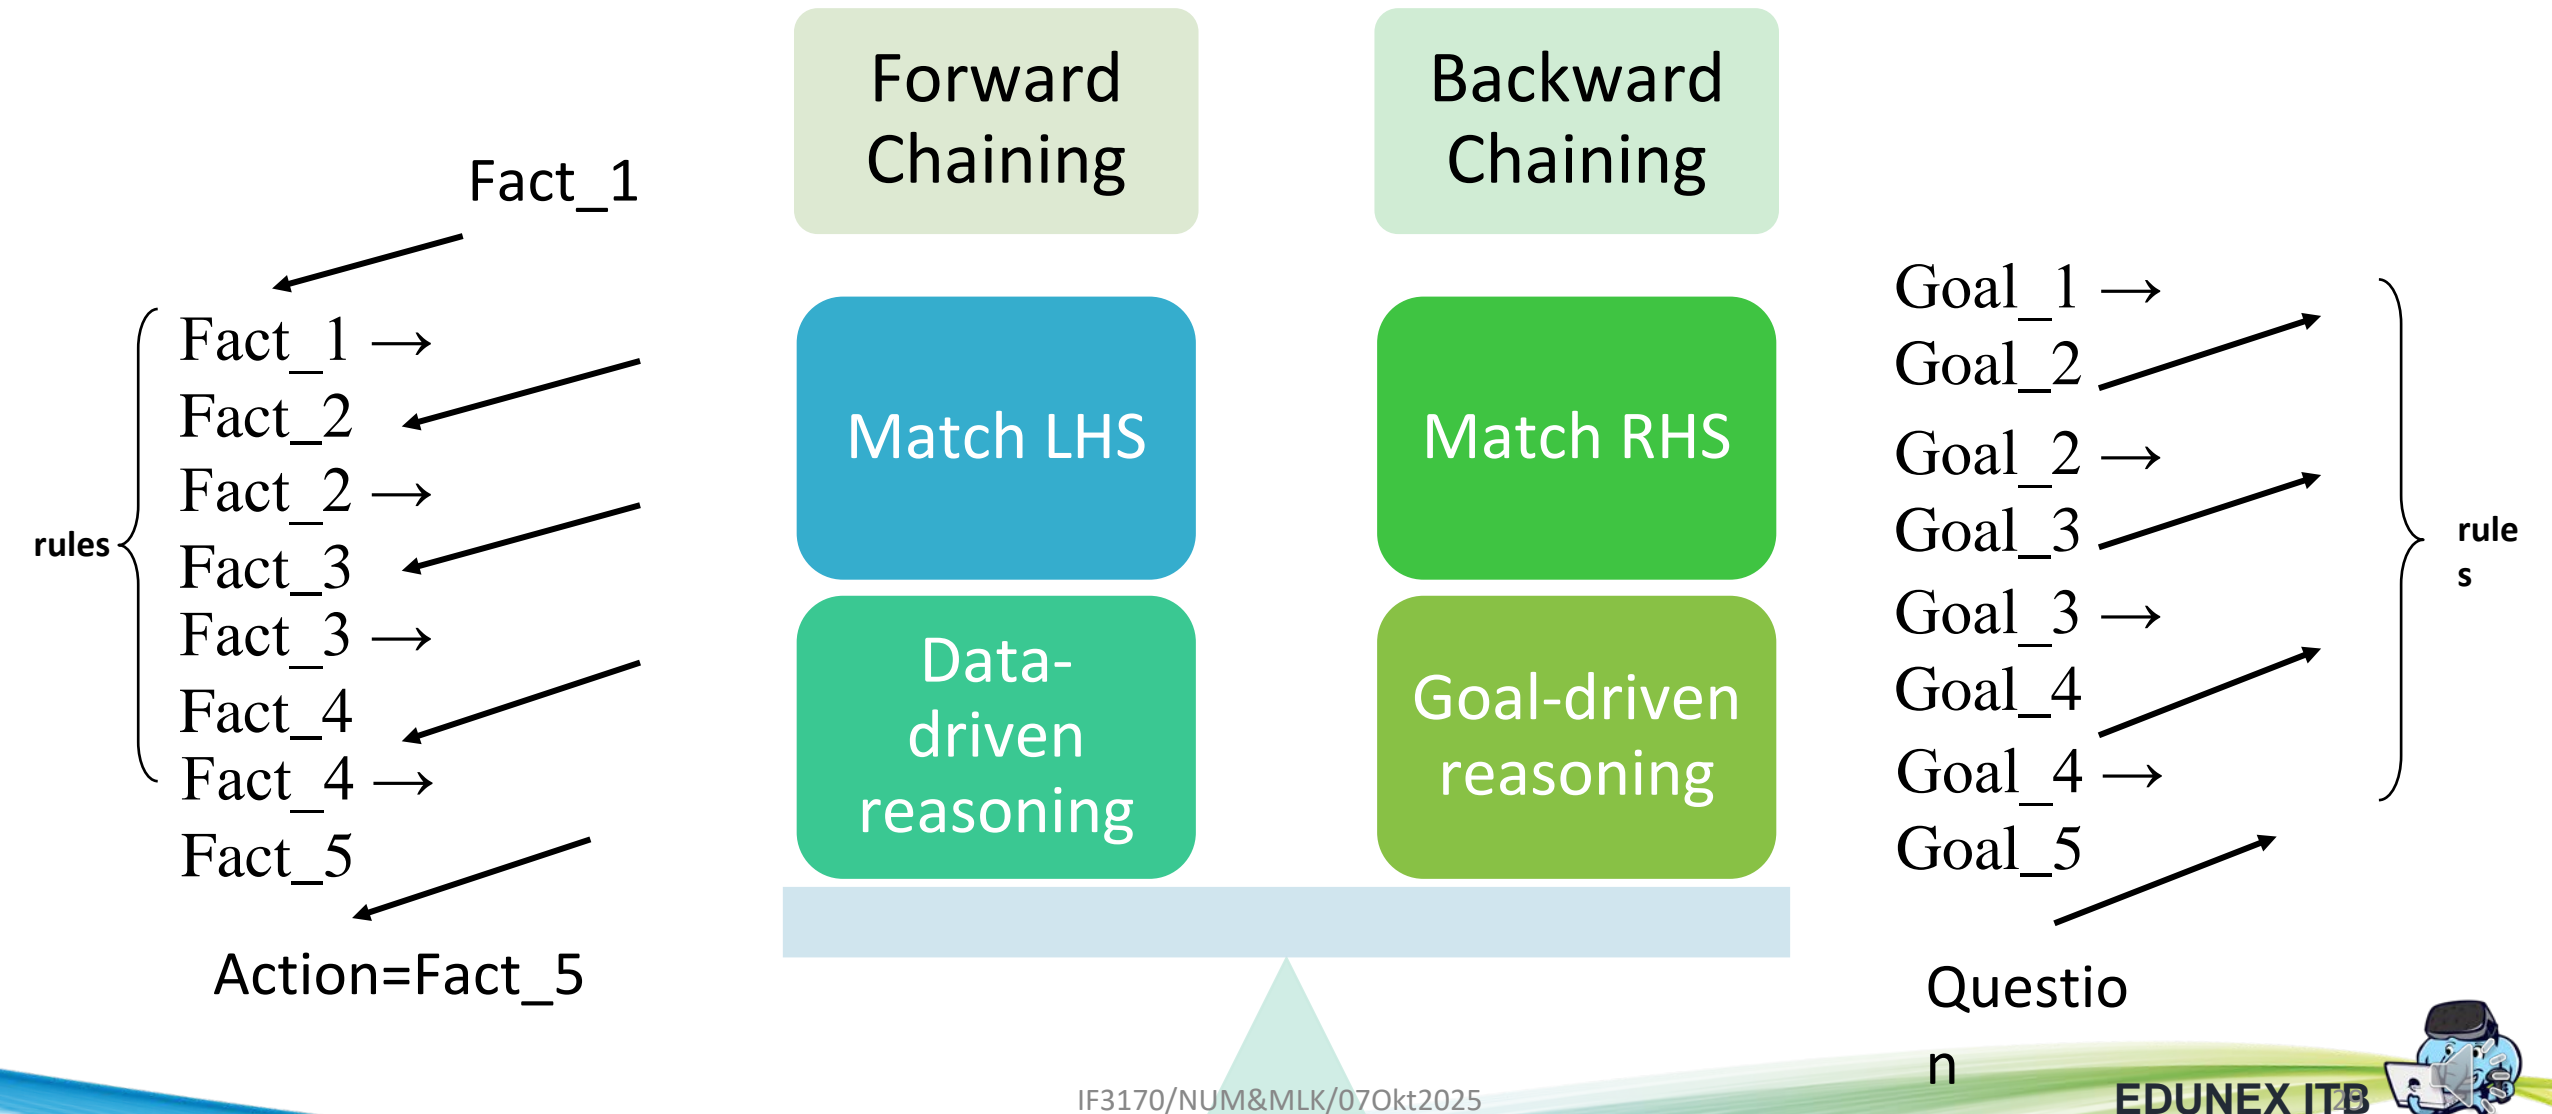 Forward
Chaining
Backward
Chaining
Fact_1
rules
Fact_1 →
Fact_2
Fact_2 →
Fact_3
Fact_3 →
Fact_4
Fact_4 →
Fact_5
Action=Fact_5
Match LHS
Data-
driven
reasoning
Match RHS
Goal-driven
reasoning
Goal_1 →
Goal_2
Goal_2 →
Goal_3
Goal_3 →
Goal_4
Goal_4 →
Goal_5
rule
s
Questio
n
IF3170/NUM&MLK/07Okt2025
EDUNEX ITB